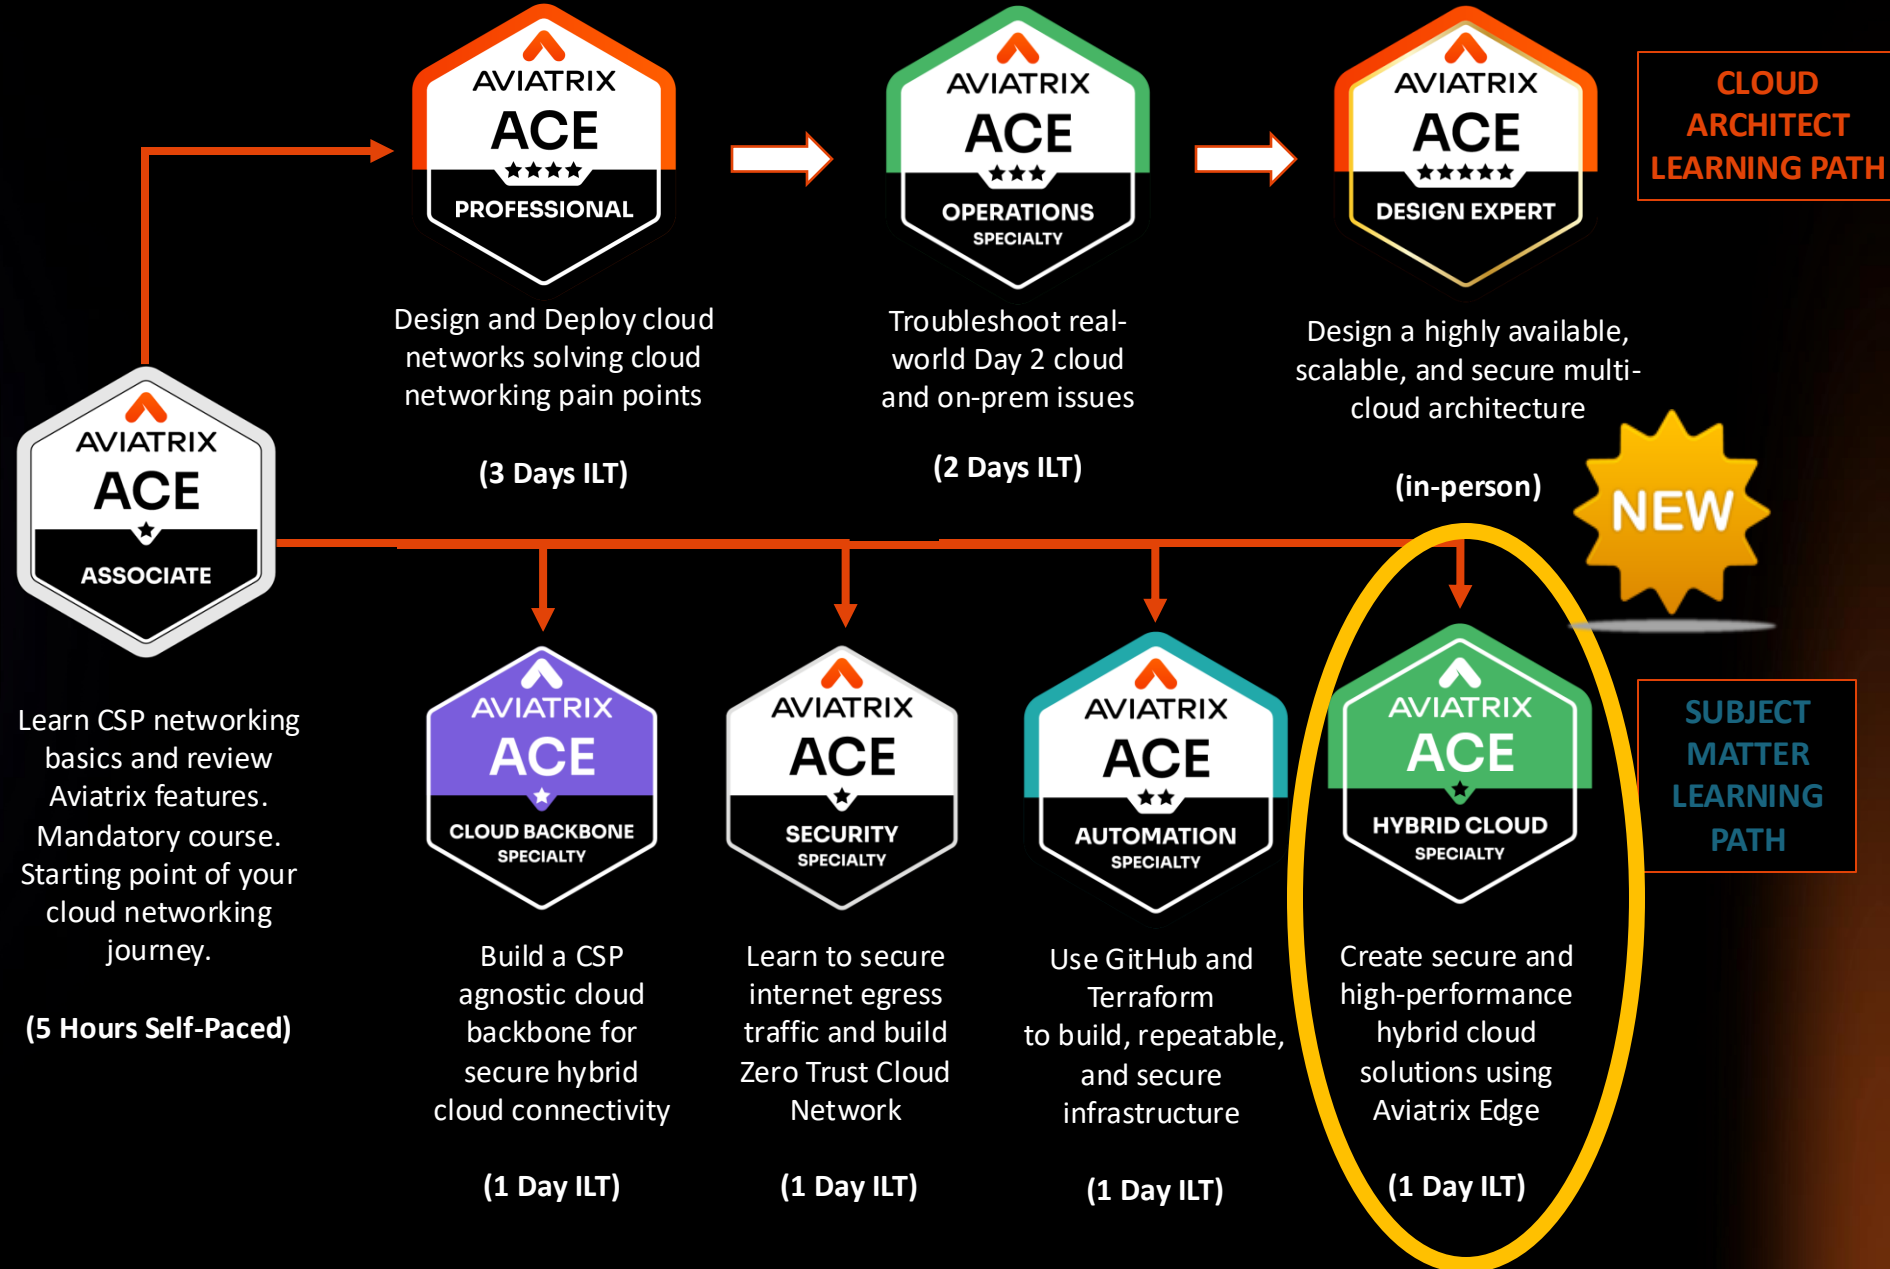 AVIATRIX
ACE
PROFESSIONAL
Design and Deploy cloud
networks solving cloud
networking pain points
(3 Days ILT)
AVIATRIX
ACE
OPERATIONS
SPECIALTY
Troubleshoot real-
world Day 2 cloud
and on-prem issues
(2 Days ILT)
AVIATRIX
ACE
DESIGN EXPERT
Design a highly available,
scalable, and secure multi-
cloud architecture
(in-person)
CLOUD
ARCHITECT
LEARNING PATH
NEW
AVIATRIX
ACE
ASSOCIATE
Learn CSP networking
basics and review
Aviatrix features.
Mandatory course.
Starting point of your
cloud networking
journey.
(5 Hours Self-Paced)
AVIATRIX
ACE
CLOUD BACKBONE
SPECIALTY
Build a CSP
agnostic cloud
backbone for
secure hybrid
cloud connectivity
(1 Day ILT)
AVIATRIX
ACE
SECURITY
SPECIALTY
Learn to secure
internet egress
traffic and build
Zero Trust Cloud
Network
(1 Day ILT)
AVIATRIX
ACE
AUTOMATION
SPECIALTY
Use GitHub and
Terraform
to build, repeatable,
and secure
infrastructure
(1 Day ILT)
AVIATRIX
ACE
HYBRID CLOUD
SPECIALTY
Create secure and
high-performance
hybrid cloud
solutions using
Aviatrix Edge
(1 Day ILT)
SUBJECT
MATTER
LEARNING
PATH